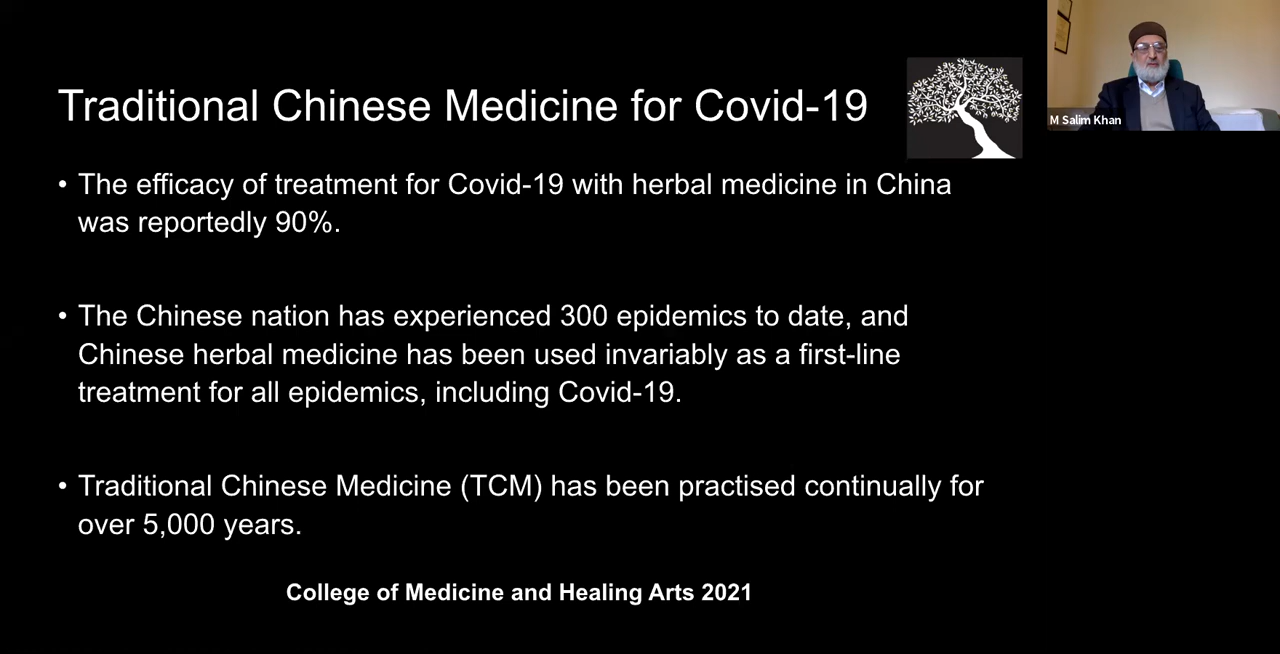 Traditional Chinese Medicine for Covid-19
M Salim Khan
• The efficacy of treatment for Covid-19 with herbal medicine in China
was reportedly 90%.
• The Chinese nation has experienced 300 epidemics to date, and
Chinese herbal medicine has been used invariably as a first-line
treatment for all epidemics, including Covid-19.
• Traditional Chinese Medicine (TCM) has been practised continually for
over 5,000 years.
College of Medicine and Healing Arts 2021